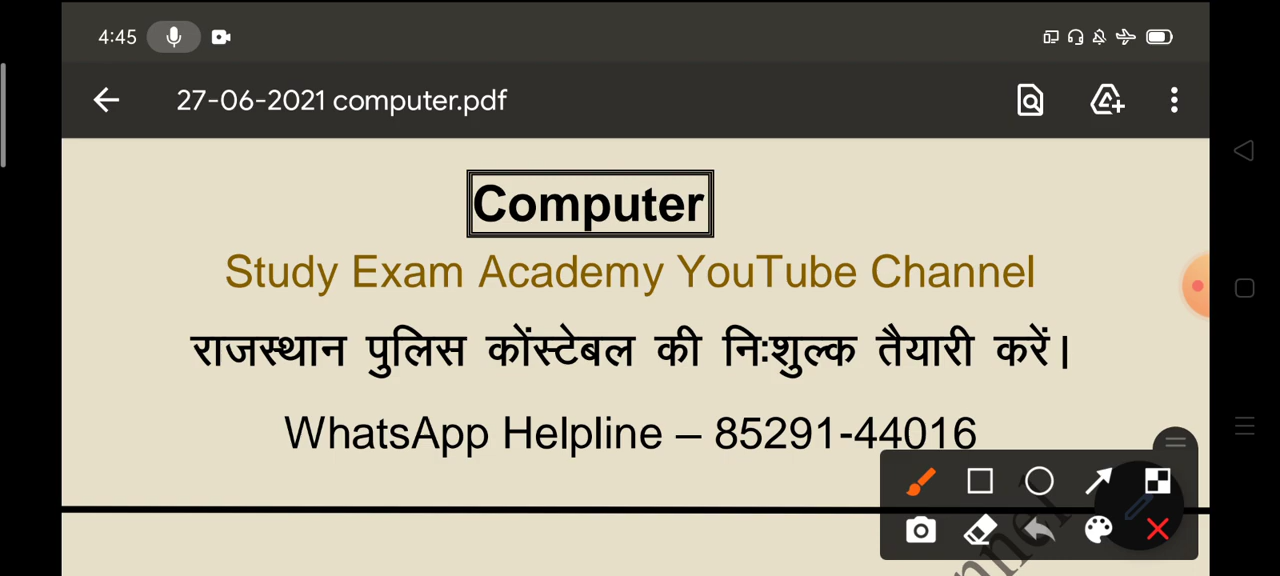 4:45
27-06-2021 computer.pdf
Computer
Study Exam Academy YouTube Channel
राजस्थान पुलिस कोंस्टेबल की निःशुल्क तैयारी करें।
WhatsApp Helpline – 85291-44016